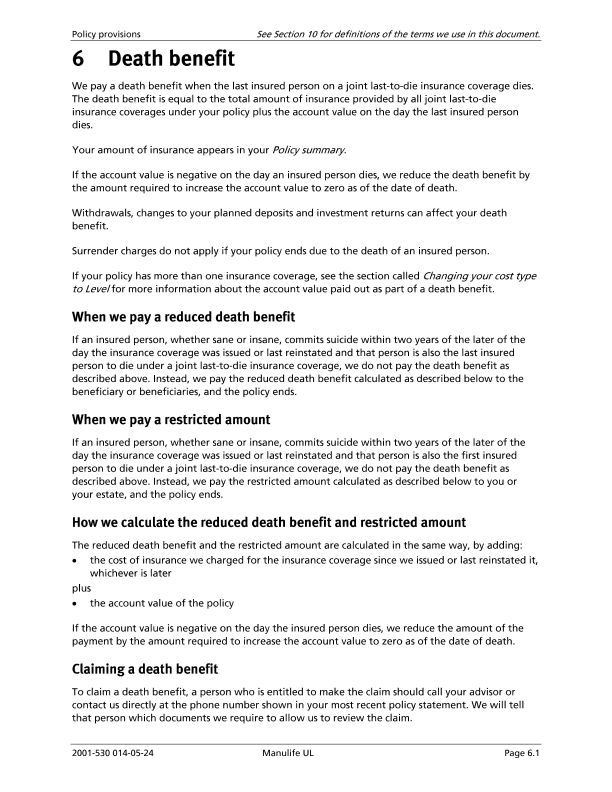 Policy provisions See Section 10 for definitions of the terms we use in this document.
6 Death benefit
We pay a death benefit when the last insured person on a joint last-to-die insurance coverage dies.
The death benefit is equal to the total amount of insurance provided by all joint last-to-die
insurance coverages under your policy plus the account value on the day the last insured person
dies.
Your amount of insurance appears in your Policy summary.
If the account value is negative on the day an insured person dies, we reduce the death benefit by
the amount required to increase the account value to zero as of the date of death.
Withdrawals, changes to your planned deposits and investment returns can affect your death
benefit.
Surrender charges do not apply if your policy ends due to the death of an insured person.
If your policy has more than one insurance coverage, see the section called Changing your cost type
to Level for more information about the account value paid out as part of a death benefit.
When we pay a reduced death benefit
If an insured person, whether sane or insane, commits suicide within two years of the later of the
day the insurance coverage was issued or last reinstated and that person is also the last insured
person to die under a joint last-to-die insurance coverage, we do not pay the death benefit as
described above. Instead, we pay the reduced death benefit calculated as described below to the
beneficiary or beneficiaries, and the policy ends.
When we pay a restricted amount
If an insured person, whether sane or insane, commits suicide within two years of the later of the
day the insurance coverage was issued or last reinstated and that person is also the first insured
person to die under a joint last-to-die insurance coverage, we do not pay the death benefit as
described above. Instead, we pay the restricted amount calculated as described below to you or
your estate, and the policy ends.
How we calculate the reduced death benefit and restricted amount
The reduced death benefit and the restricted amount are calculated in the same way, by adding:
• the cost of insurance we charged for the insurance coverage since we issued or last reinstated it,
whichever is later
plus
• the account value of the policy
If the account value is negative on the day the insured person dies, we reduce the amount of the
payment by the amount required to increase the account value to zero as of the date of death.
Claiming a death benefit
To claim a death benefit, a person who is entitled to make the claim should call your advisor or
contact us directly at the phone number shown in your most recent policy statement. We will tell
that person which documents we require to allow us to review the claim.
2001-530 014-05-24 Manulife UL Page 6.1